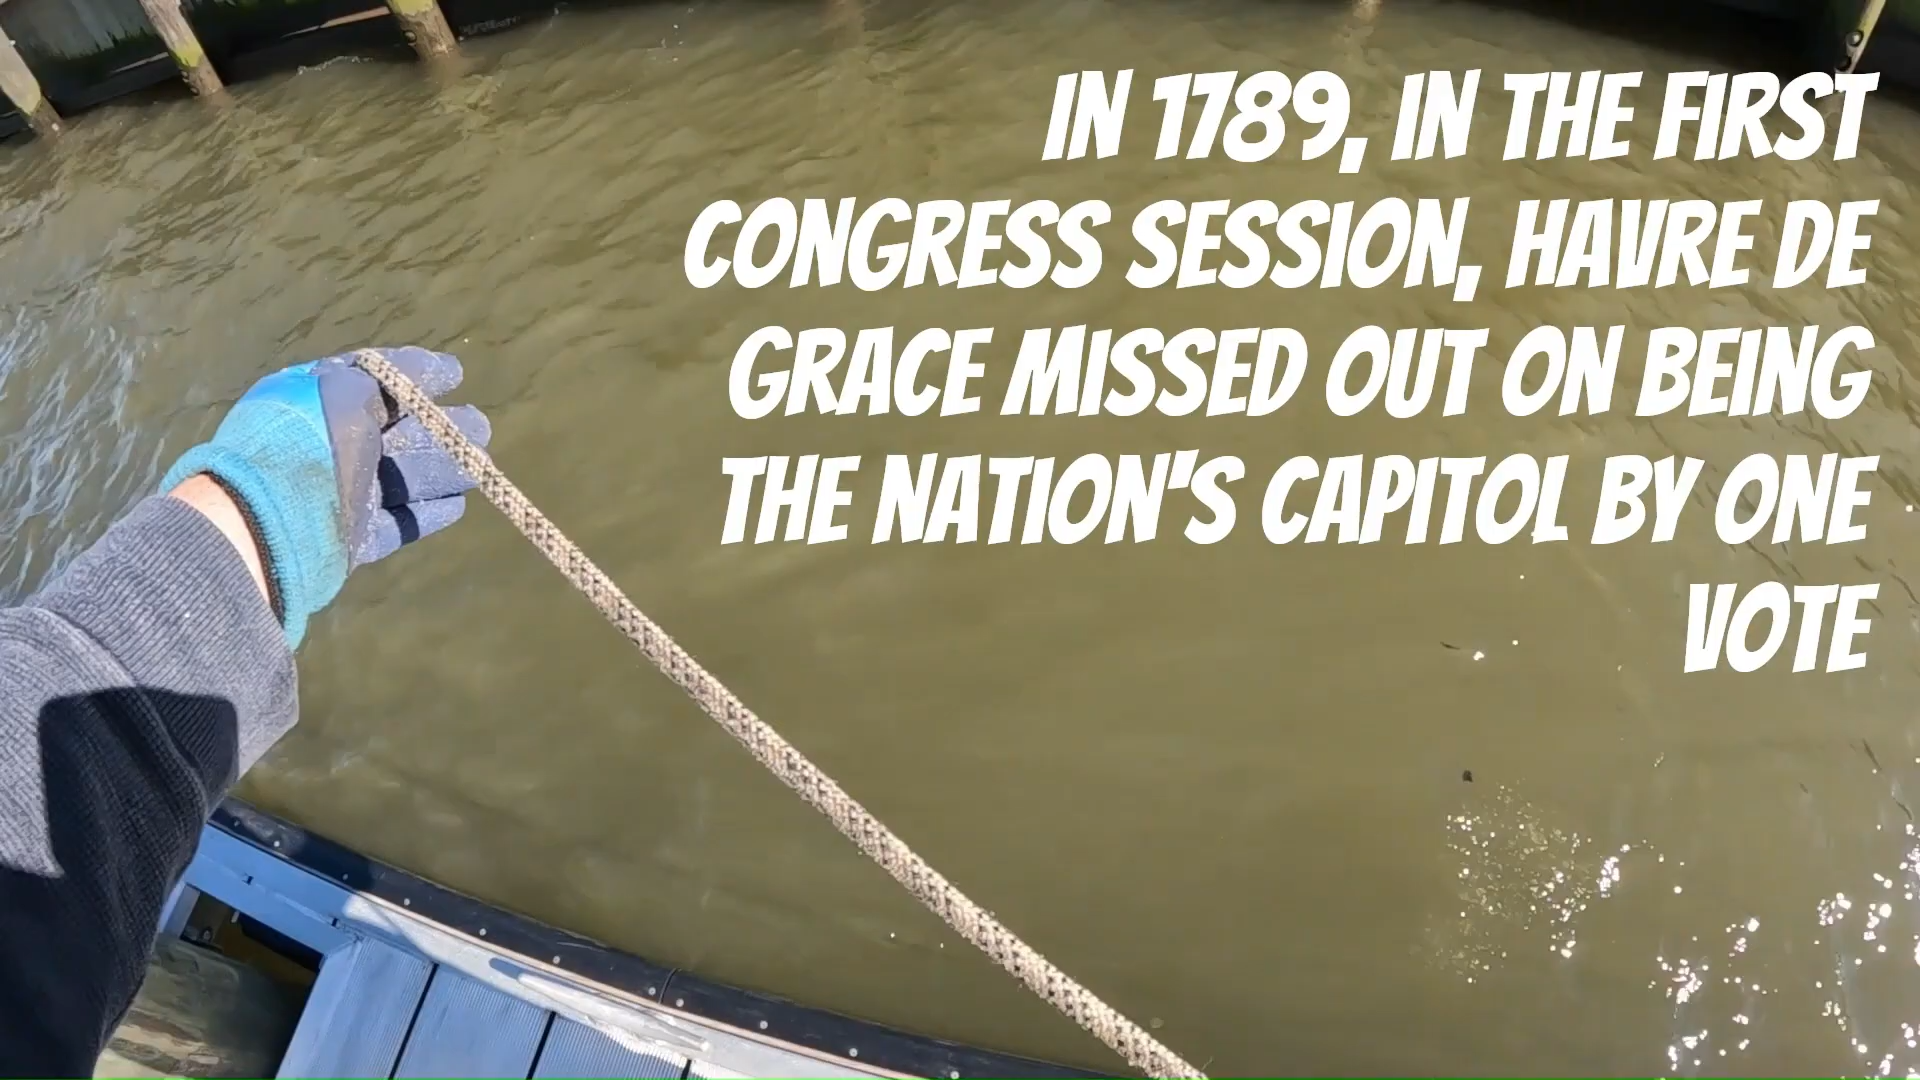 IN 1789, IN THE FIRST
CONGRESS SESSION, HAVRE DE
GRACE MISSED OUT ON BEING
THE NATION'S CAPITOL BY ONE
VOTE